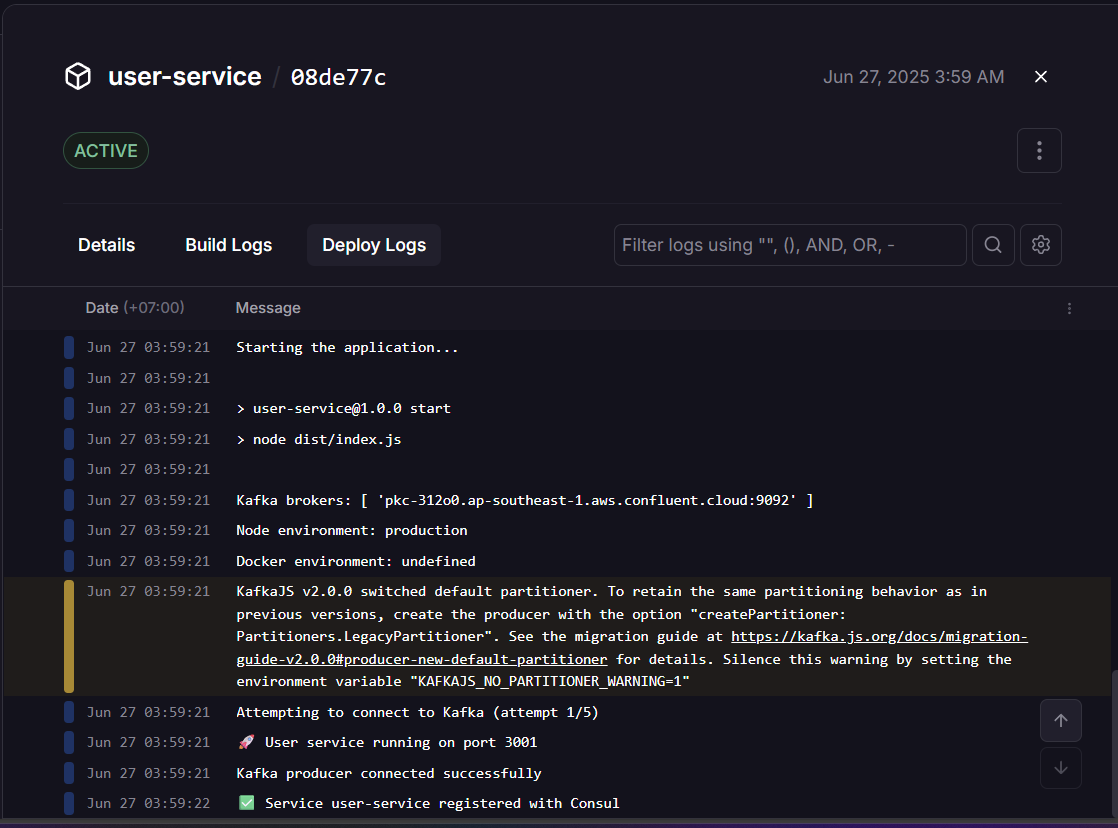 user-service / 08de77c
Jun 27, 2025 3:59 AM
ACTIVE
Details
Build Logs
Deploy Logs
Filter logs using "", (), AND, OR, -
Date (+07:00) Message
Jun 27 03:59:21 Starting the application...
Jun 27 03:59:21
Jun 27 03:59:21 > user-service@1.0.0 start
Jun 27 03:59:21 > node dist/index.js
Jun 27 03:59:21
Jun 27 03:59:21 Kafka brokers: [ 'pkc-312o0.ap-southeast-1.aws.confluent.cloud:9092' ]
Jun 27 03:59:21 Node environment: production
Jun 27 03:59:21 Docker environment: undefined
Jun 27 03:59:21 KafkaJS v2.0.0 switched default partitioner. To retain the same partitioning behavior as in
previous versions, create the producer with the option "createPartitioner:
Partitioners.LegacyPartitioner". See the migration guide at https://kafka.js.org/docs/migration-
guide-v2.0.0#producer-new-default-partitioner for details. Silence this warning by setting the
environment variable "KAFKAJS_NO_PARTITIONER_WARNING=1"
Jun 27 03:59:21 Attempting to connect to Kafka (attempt 1/5)
Jun 27 03:59:21 🚀 User service running on port 3001
Jun 27 03:59:21 Kafka producer connected successfully
Jun 27 03:59:22 ✅ Service user-service registered with Consul